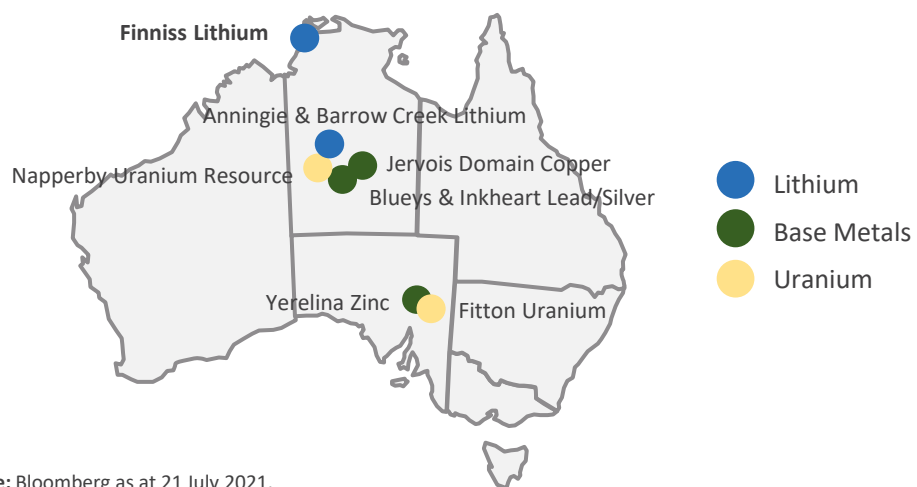 Finniss Lithium
Anningie & Barrow Creek Lithium
Napperby Uranium Resource
Jervois Domain Copper
Blueys & Inkheart Lead/Silver
Yerelina Zinc
Fitton Uranium
Lithium
Base Metals
Uranium
e: Bloomberg as at 21 July 2021.